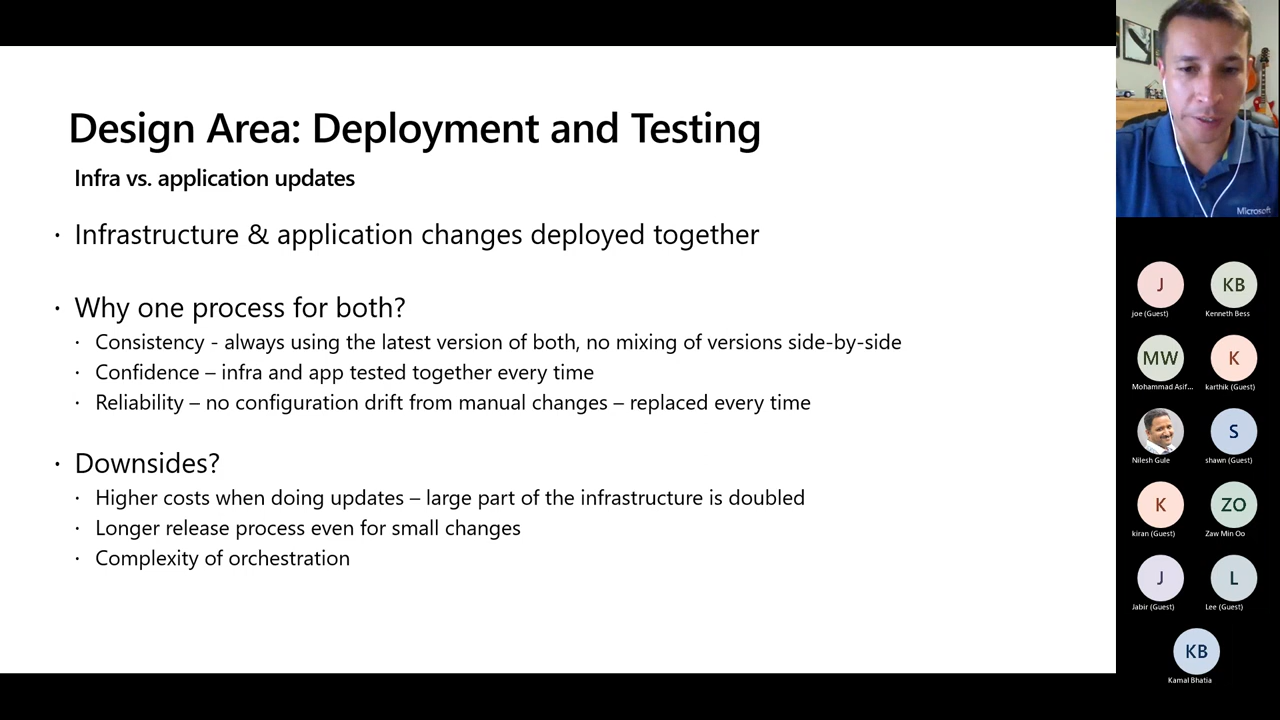 Design Area: Deployment and Testing
Infra vs. application updates
· Infrastructure & application changes deployed together
· Why one process for both?
· Consistency - always using the latest version of both, no mixing of versions side-by-side
· Confidence – infra and app tested together every time
· Reliability – no configuration drift from manual changes – replaced every time
· Downsides?
· Higher costs when doing updates – large part of the infrastructure is doubled
· Longer release process even for small changes
· Complexity of orchestration
Microsoft
J
KB
joe (Guest)
Kenneth Bess
MW
K
Mohammad Asif...
karthik (Guest)
S
Nilesh Gule
shawn (Guest)
K
ZO
kiran (Guest)
Zaw Min Oo
J
L
Jabir (Guest)
Lee (Guest)
KB
Kamal Bhatia